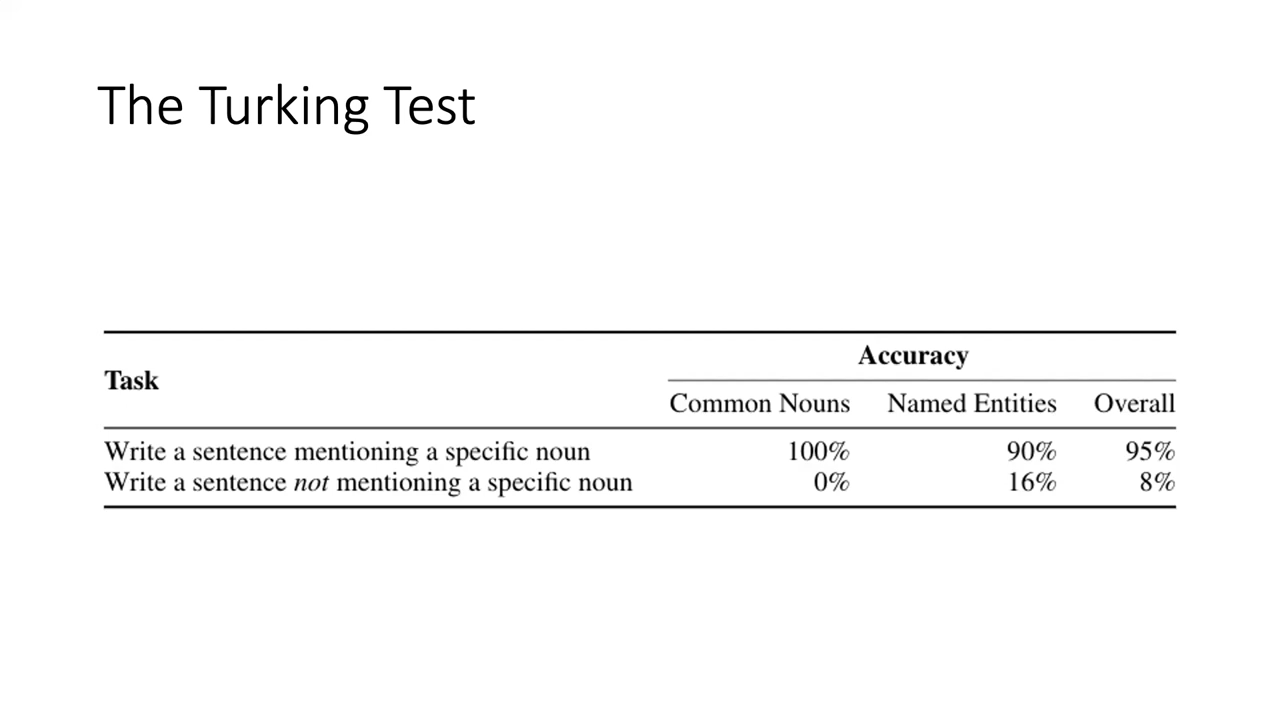 The Turking Test
Accuracy
Task
Common Nouns Named Entities Overall
Write a sentence mentioning a specific noun 100% 90% 95%
Write a sentence not mentioning a specific noun 0% 16% 8%